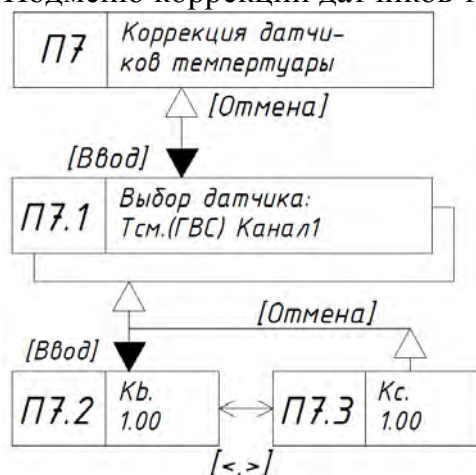 Подменю коррекции датчиков т
П7
Коррекция датчи-
ков темпертуары
[Отмена]
[Ввод]
П7.1
Выбор датчика:
Тсм.(ГВС) Канал1
[Отмена]
[Ввод]
П7.2
Kb.
1.00
П7.3
Kc.
1.00
[<,>]